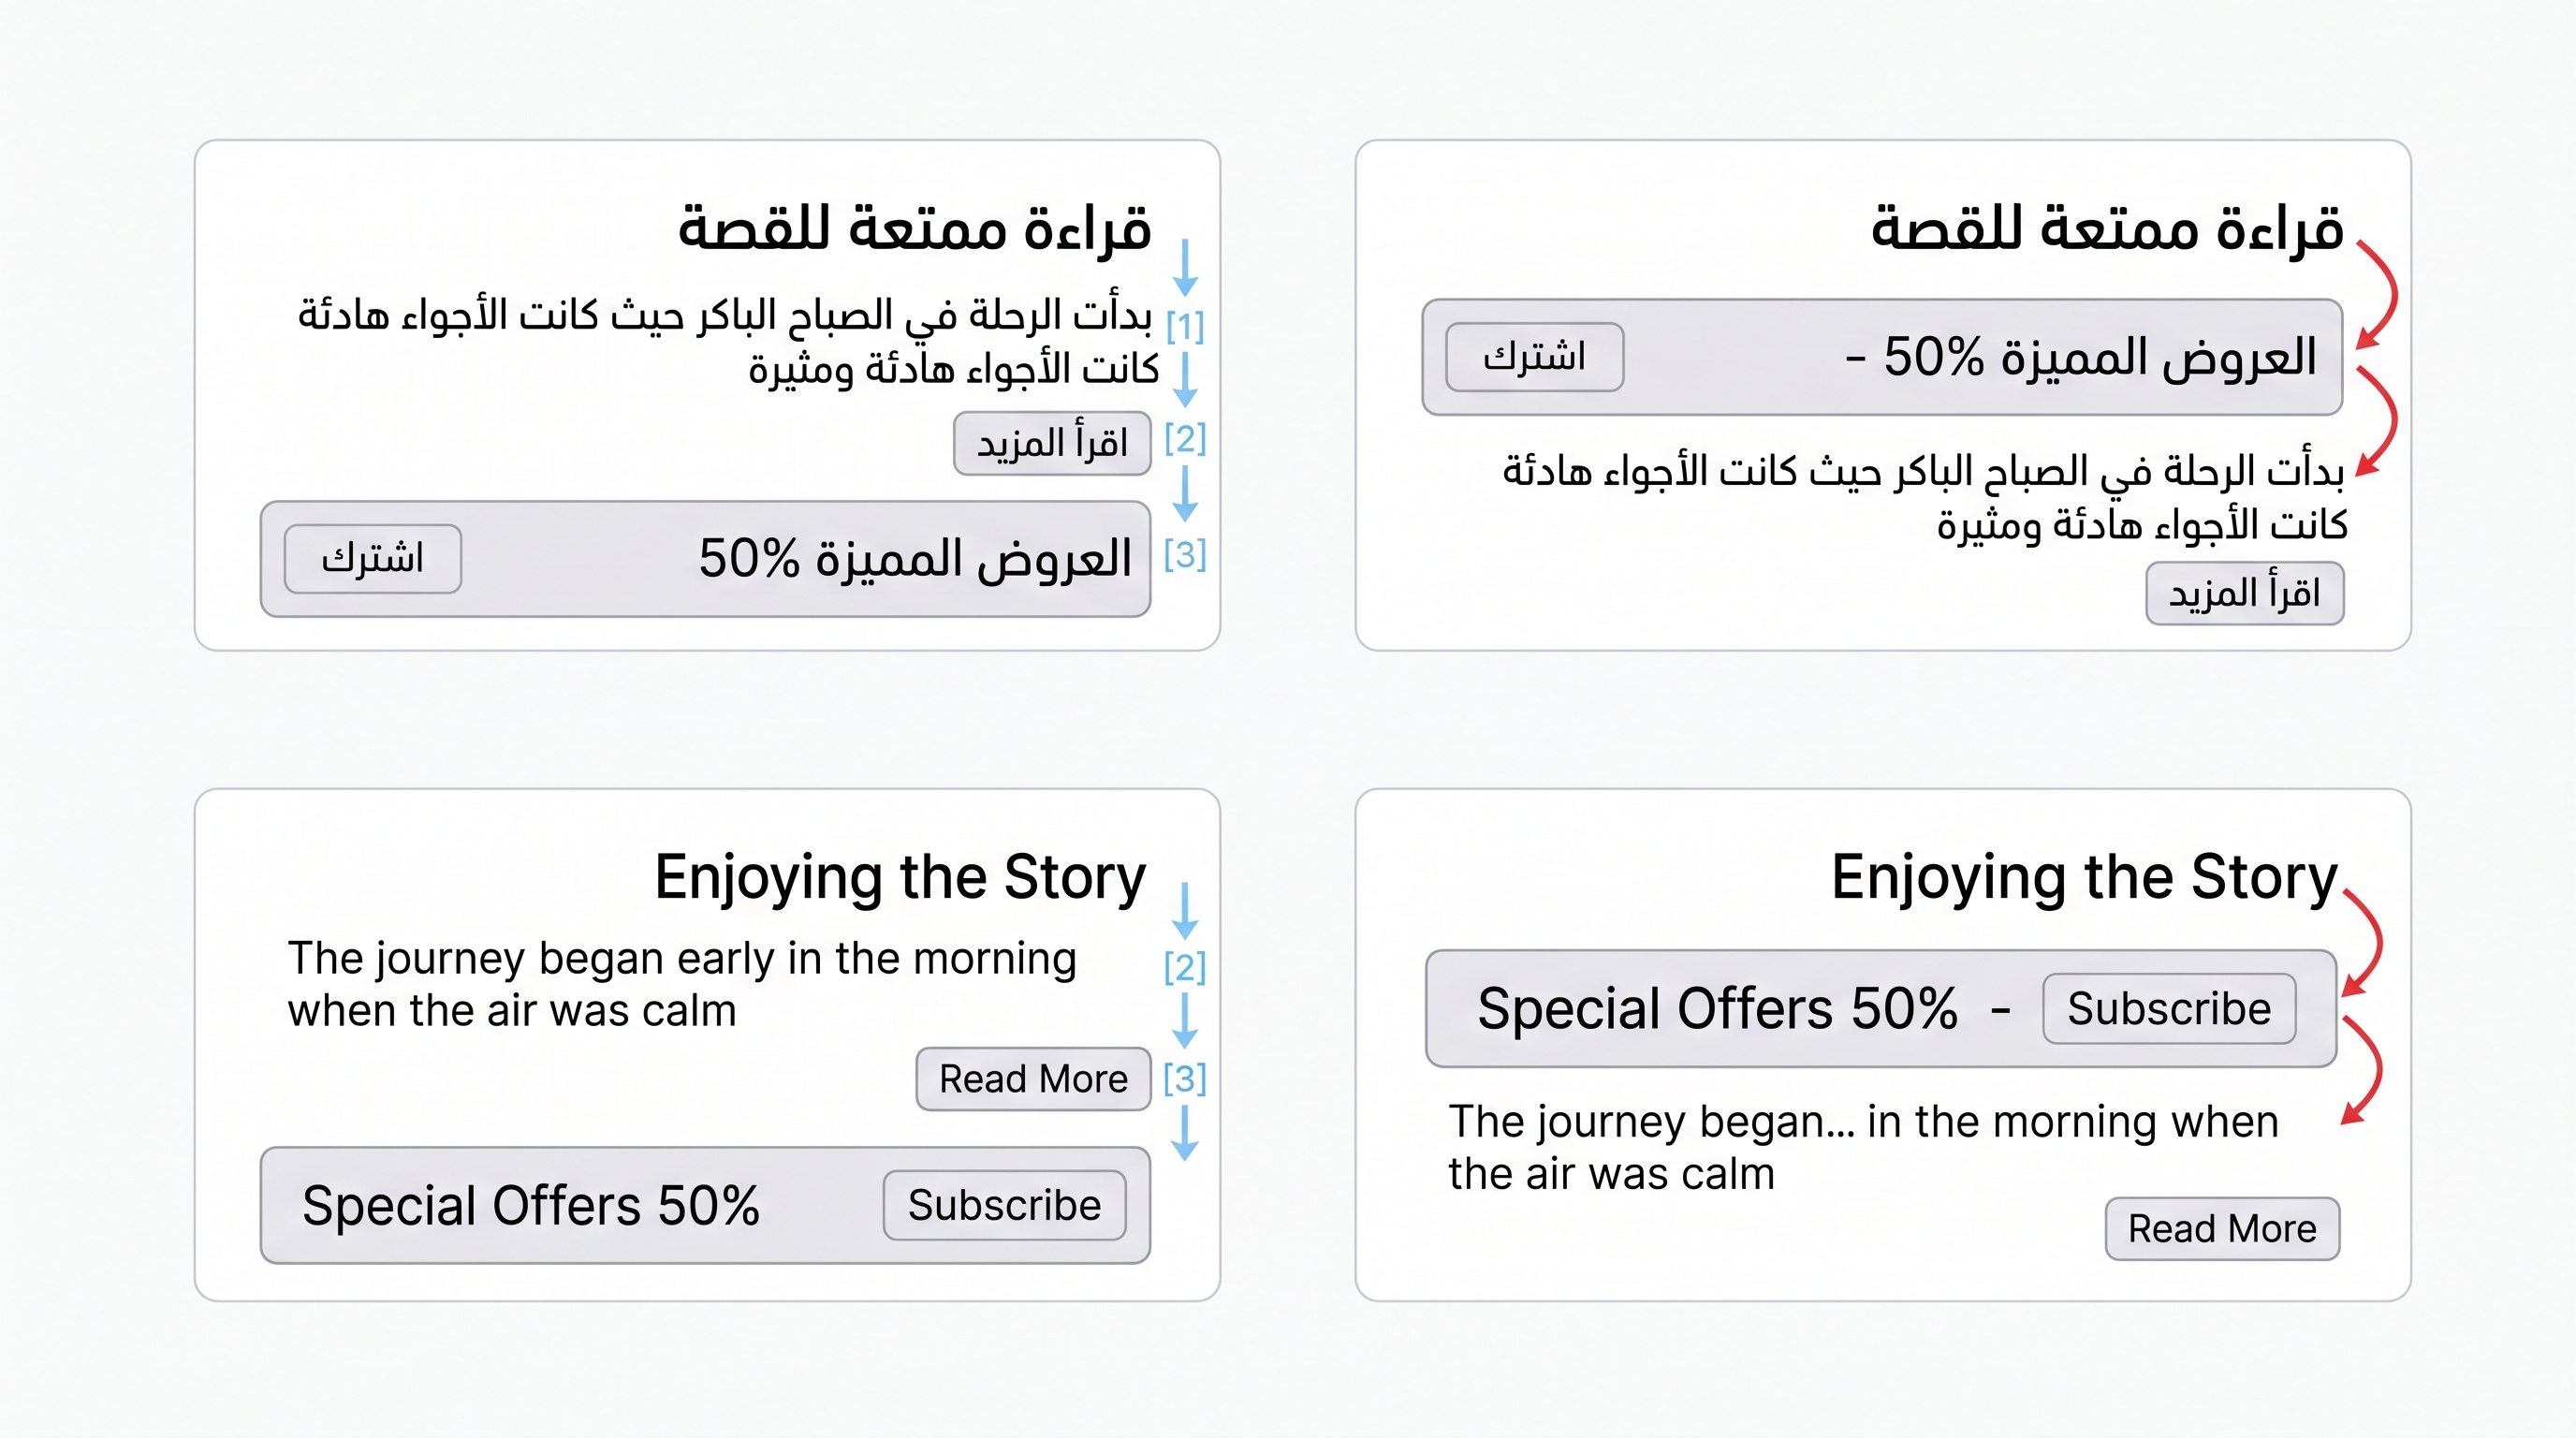 قراءة ممتعة للقصة
بدأت الرحلة في الصباح الباكر حيث كانت الأجواء هادئة
[1]
كانت الأجواء هادئة ومثيرة
اقرأ المزيد
[2]
العروض المميزة 50%
اشترك
[3]
قراءة ممتعة للقصة
العروض المميزة 50% -
اشترك
بدأت الرحلة في الصباح الباكر حيث كانت الأجواء هادئة
كانت الأجواء هادئة ومثيرة
اقرأ المزيد
Enjoying the Story
The journey began early in the morning
[2]
when the air was calm
Read More
[3]
Special Offers 50%
Subscribe
Enjoying the Story
Special Offers 50% -
Subscribe
The journey began... in the morning when
the air was calm
Read More